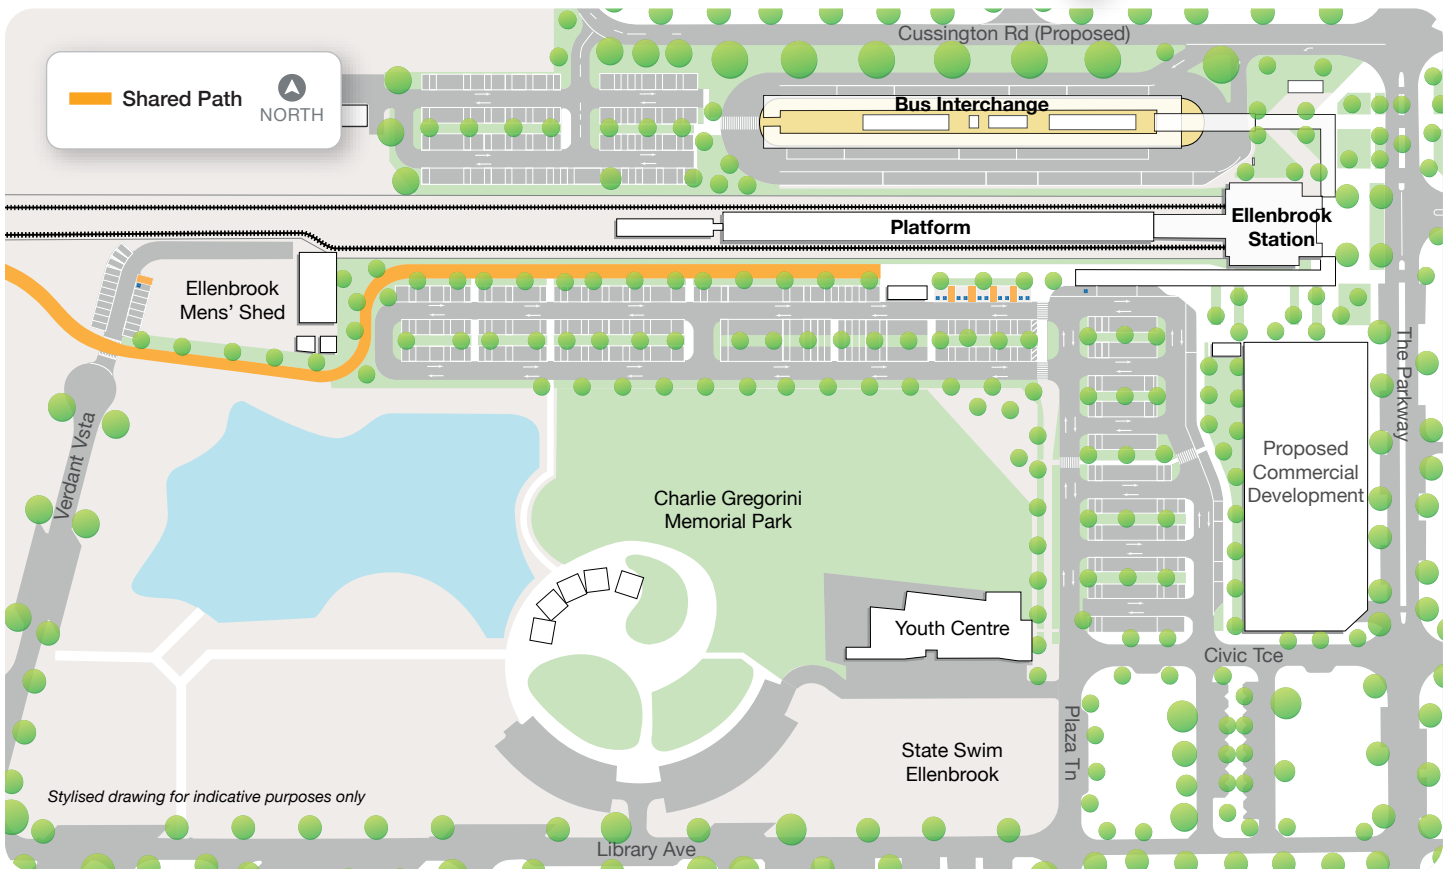 Cussington Rd (Proposed)
Shared Path
NORTH
Bus Interchange
Platform
Ellenbrook
Station
Ellenbrook
Mens' Shed
The Parkway
Verdant Vsta
Proposed
Commercial
Development
Charlie Gregorini
Memorial Park
Youth Centre
Civic Tce
Plaza Tn
State Swim
Ellenbrook
Stylised drawing for indicative purposes only
Library Ave